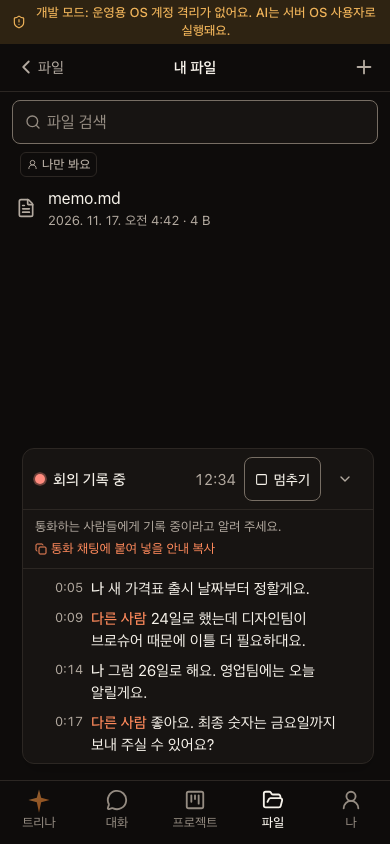 개발 모드: 운영용 OS 계정 격리가 없어요. AI는 서버 OS 사용자로
실행돼요.
파일
내 파일
파일 검색
나만 봐요
memo.md
2026. 11. 17. 오전 4:42 · 4 B
회의 기록 중
12:34
멈추기
통화하는 사람들에게 기록 중이라고 알려 주세요.
통화 채팅에 붙여 넣을 안내 복사
0:05 나 새 가격표 출시 날짜부터 정할게요.
0:09 다른 사람 24일로 했는데 디자인팀이
브로슈어 때문에 이틀 더 필요하대요.
0:14 나 그럼 26일로 해요. 영업팀에는 오늘
알릴게요.
0:17 다른 사람 좋아요. 최종 숫자는 금요일까지
보내 주실 수 있어요?
트리나
대화
프로젝트
파일
나